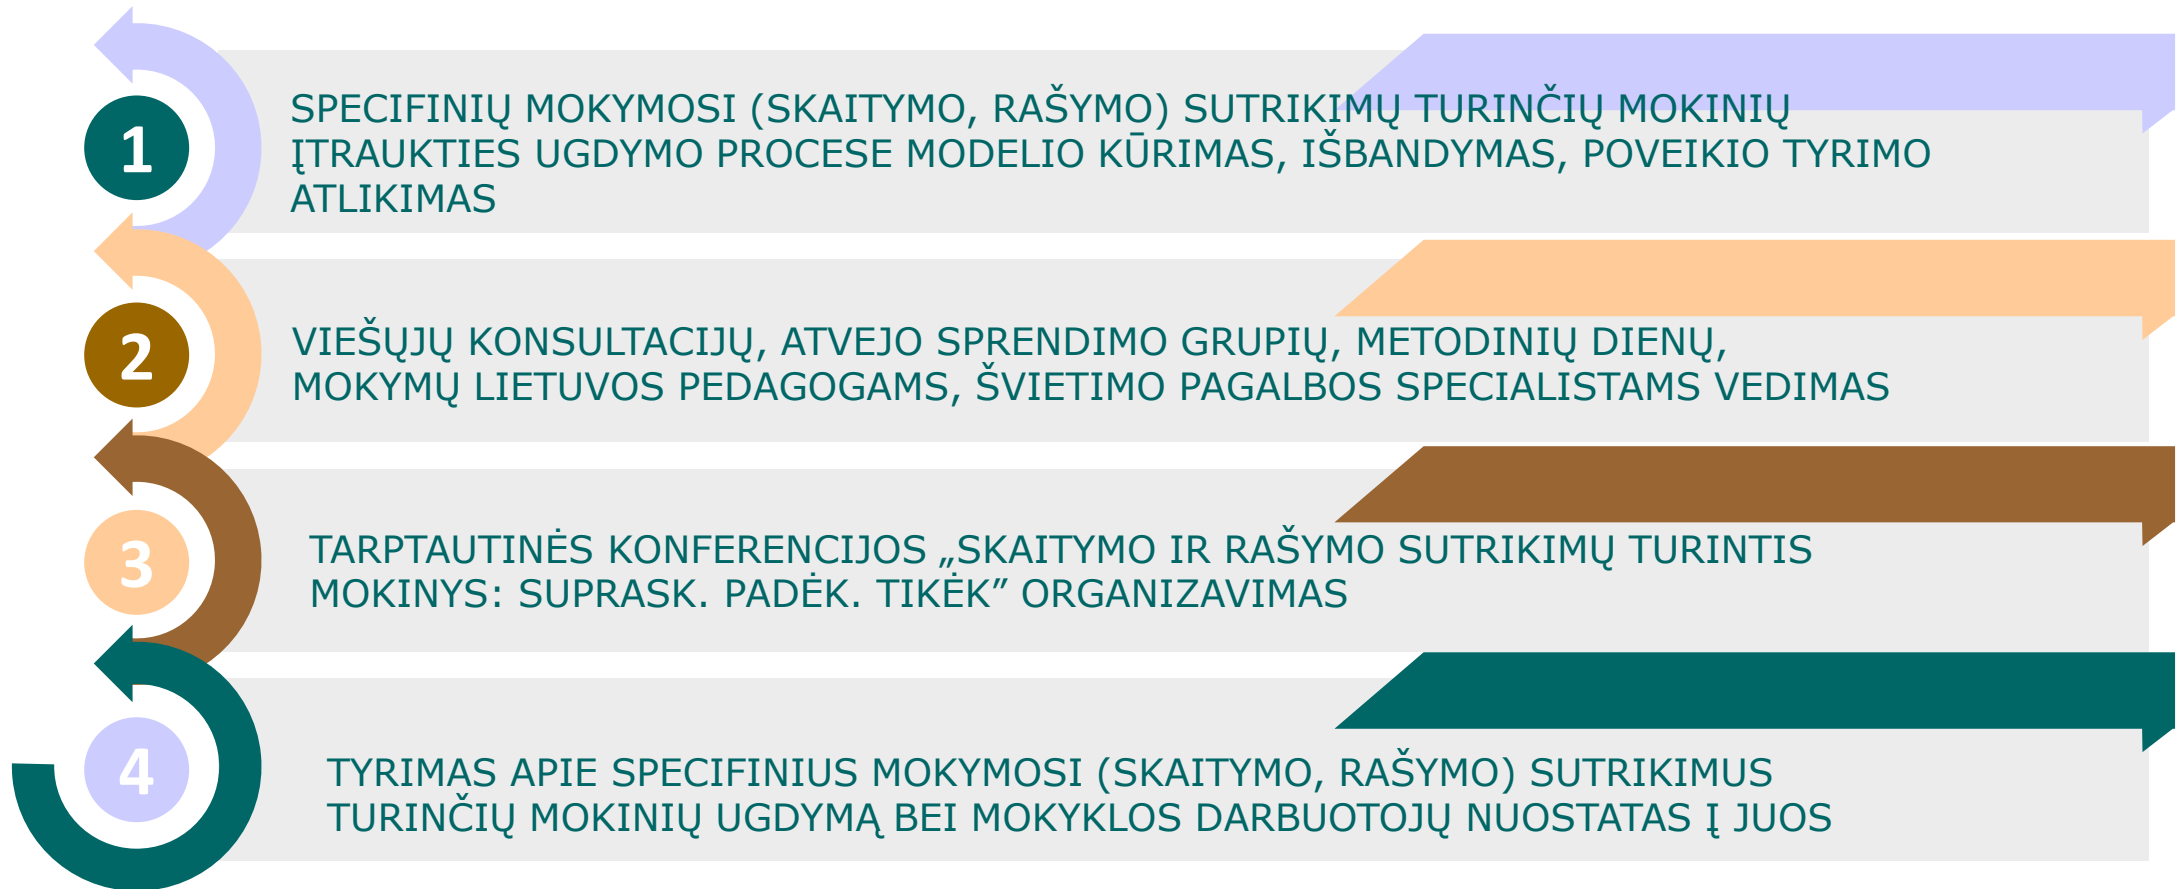 1
SPECIFINIŲ MOKYMOSI (SKAITYMO, RAŠYMO) SUTRIKIMŲ TURINČIŲ MOKINIŲ
ĮTRAUKTIES UGDYMO PROCESE MODELIO KŪRIMAS, IŠBANDYMAS, POVEIKIO TYRIMO
ATLIKIMAS
2
VIEŠŲJŲ KONSULTACIJŲ, ATVEJO SPRENDIMO GRUPIŲ, METODINIŲ DIENŲ,
MOKYMŲ LIETUVOS PEDAGOGAMS, ŠVIETIMO PAGALBOS SPECIALISTAMS VEDIMAS
3
TARPTAUTINĖS KONFERENCIJOS „SKAITYMO IR RAŠYMO SUTRIKIMŲ TURINTIS
MOKINYS: SUPRASK. PADĖK. TIKĖK” ORGANIZAVIMAS
4
TYRIMAS APIE SPECIFINIUS MOKYMOSI (SKAITYMO, RAŠYMO) SUTRIKIMUS
TURINČIŲ MOKINIŲ UGDYMĄ BEI MOKYKLOS DARBUOTOJŲ NUOSTATAS Į JUOS